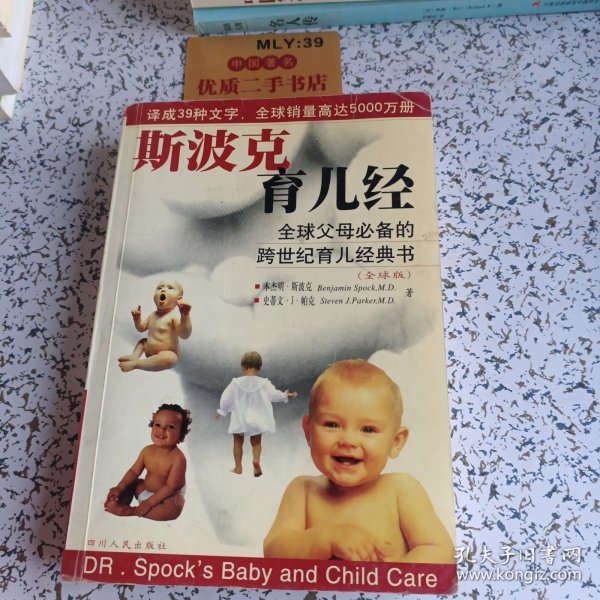 名人传
MLY:39
中国著名
优质二手书店
译成39种文字，全球销量高达5000万册
斯波克
育儿经
全球父母必备的
跨世纪育儿经典书
(全球版)
本杰明·斯波克 Benjamin Spock,M.D.
史蒂文·J·帕克 Steven J.Parker,M.D.
著
四川人民出版社
DR . Spock's Baby and Child Care
孔夫子旧书网
www.kongfz.com